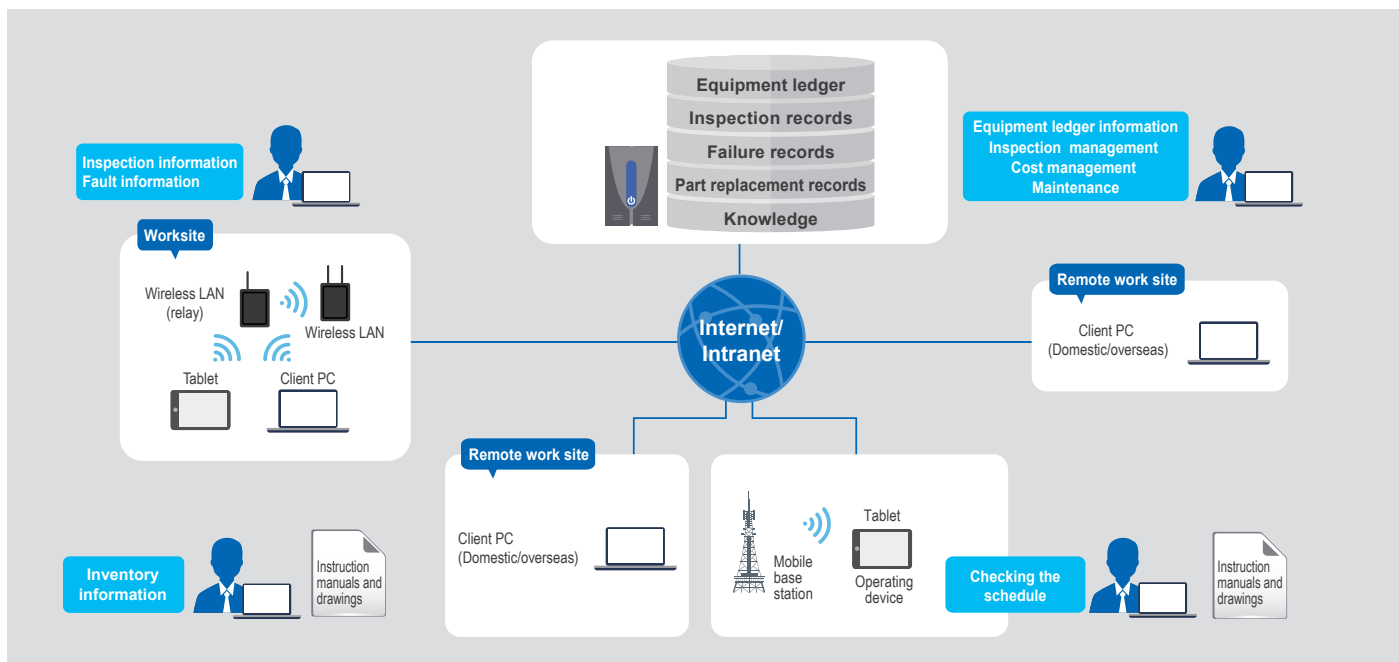 Equipment ledger
Inspection records
Failure records
Part replacement records
Knowledge
Inspection information
Fault information
Equipment ledger information
Inspection management
Cost management
Maintenance
Worksite
Wireless LAN
(relay)
Wireless LAN
Tablet
Client PC
Internet/
Intranet
Remote work site
Client PC
(Domestic/overseas)
Remote work site
Client PC
(Domestic/overseas)
Mobile
base
station
Tablet
Operating
device
Inventory
information
Instruction
manuals and
drawings
Checking the
schedule
Instruction
manuals and
drawings